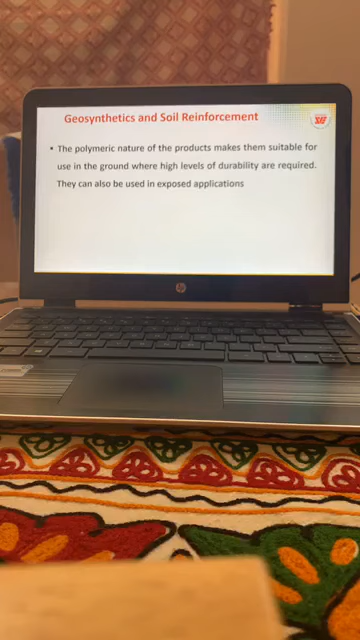 Geosynthetics and Soil Reinforcement
• The polymeric nature of the products makes them suitable for
use in the ground where high levels of durability are required.
They can also be used in exposed applications
hp